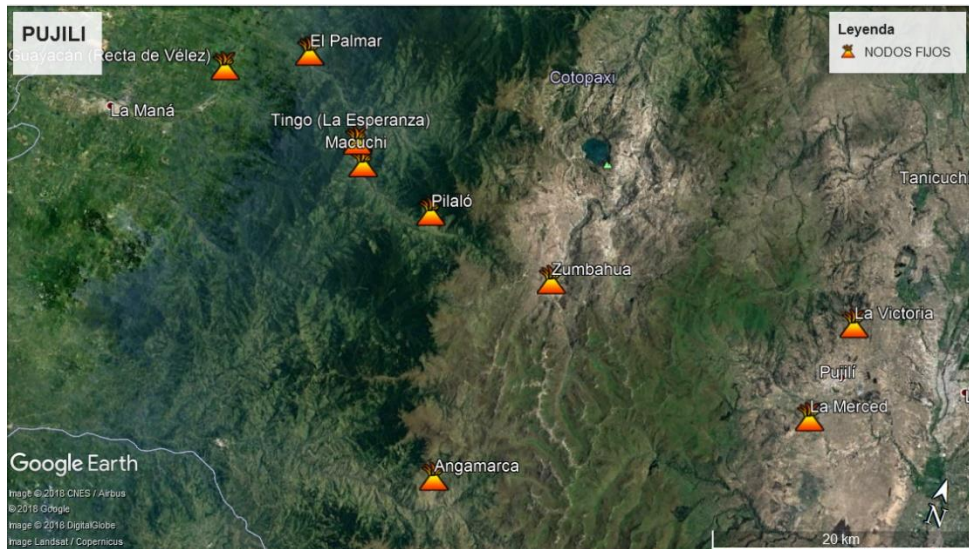 PUJILI
Leyenda
NODOS FIJOS
El Palmar
Guayacan (Recta de Vélez)
Cotopaxi
La Maná
Tingo (La Esperanza)
Macuchi
Tanicuchi
Pilaló
Zumbahua
La Victoria
Pujilí
La Merced
Angamarca
Google Earth
Image © 2018 CNES / Airbus
© 2018 Google
Image © 2018 DigitalGlobe
Image Landsat / Copernicus
N
20 km